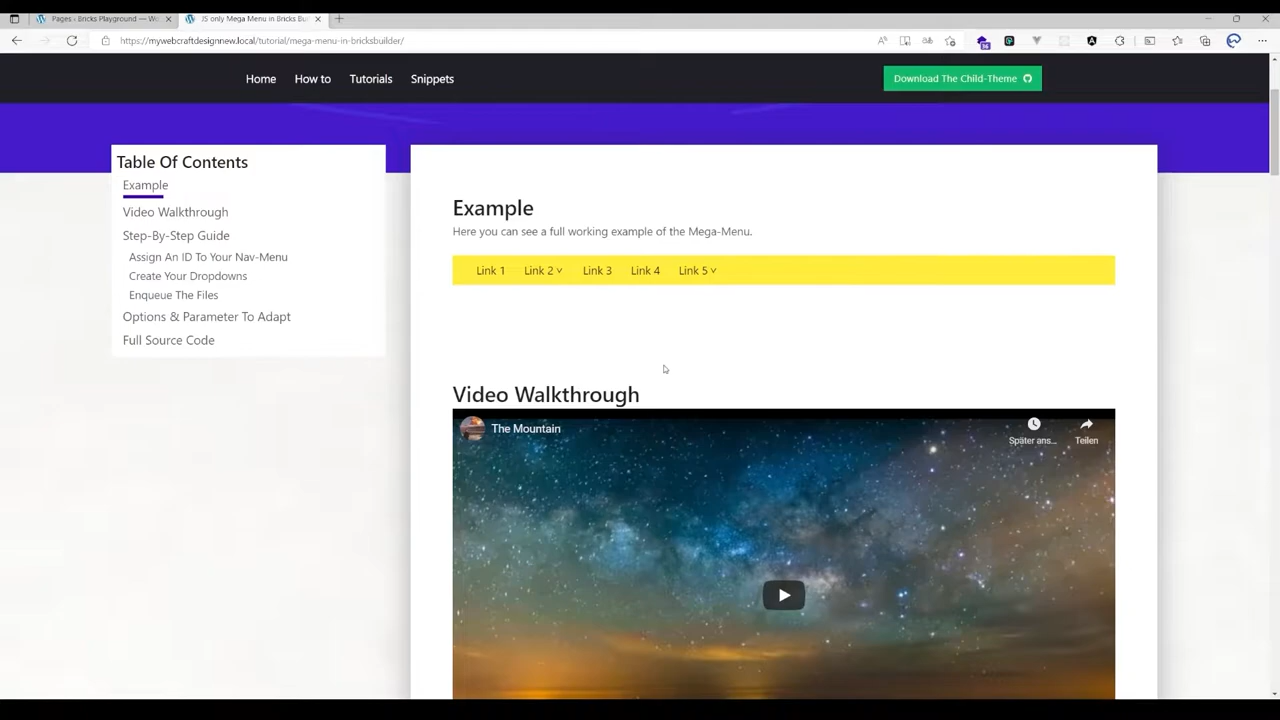 Pages ‹ Bricks Playground — Wo
JS only Mega Menu in Bricks Bui
https://mywebcraftdesignnew.local/tutorial/mega-menu-in-bricksbuilder/
Home How to Tutorials Snippets
Download The Child-Theme
Table Of Contents
Example
Video Walkthrough
Step-By-Step Guide
Assign An ID To Your Nav-Menu
Create Your Dropdowns
Enqueue The Files
Options & Parameter To Adapt
Full Source Code
Example
Here you can see a full working example of the Mega-Menu.
Link 1 Link 2 Link 3 Link 4 Link 5
Video Walkthrough
The Mountain
Später ans...
Teilen